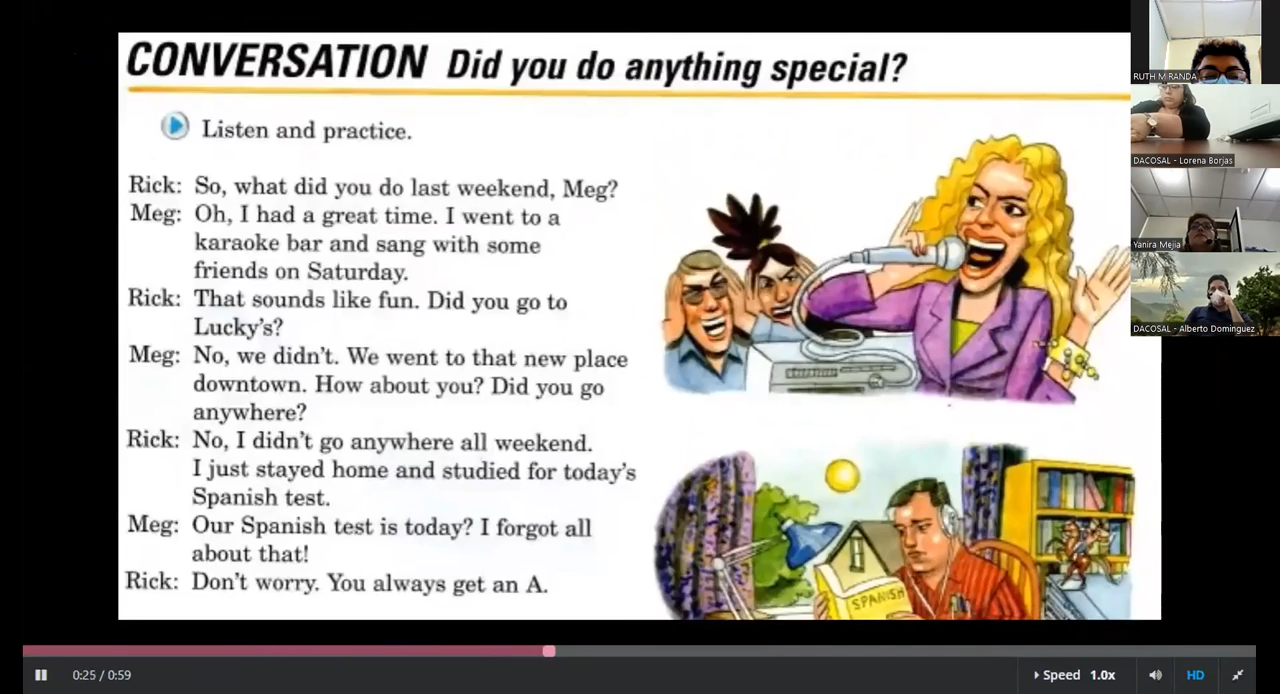 CONVERSATION Did you do anything special?
Listen and practice.
Rick: So, what did you do last weekend, Meg?
Meg: Oh, I had a great time. I went to a
karaoke bar and sang with some
friends on Saturday.
Rick: That sounds like fun. Did you go to
Lucky's?
Meg: No, we didn't. We went to that new place
downtown. How about you? Did you go
anywhere?
Rick: No, I didn't go anywhere all weekend.
I just stayed home and studied for today's
Spanish test.
Meg: Our Spanish test is today? I forgot all
about that!
Rick: Don't worry. You always get an A.
SPANISH
RUTH M RANDA
DACOSAL - Lorena Borjas
Yanira Mejia
DACOSAL - Alberto Dominguez
0:25 / 0:59
Speed 1.0x
HD